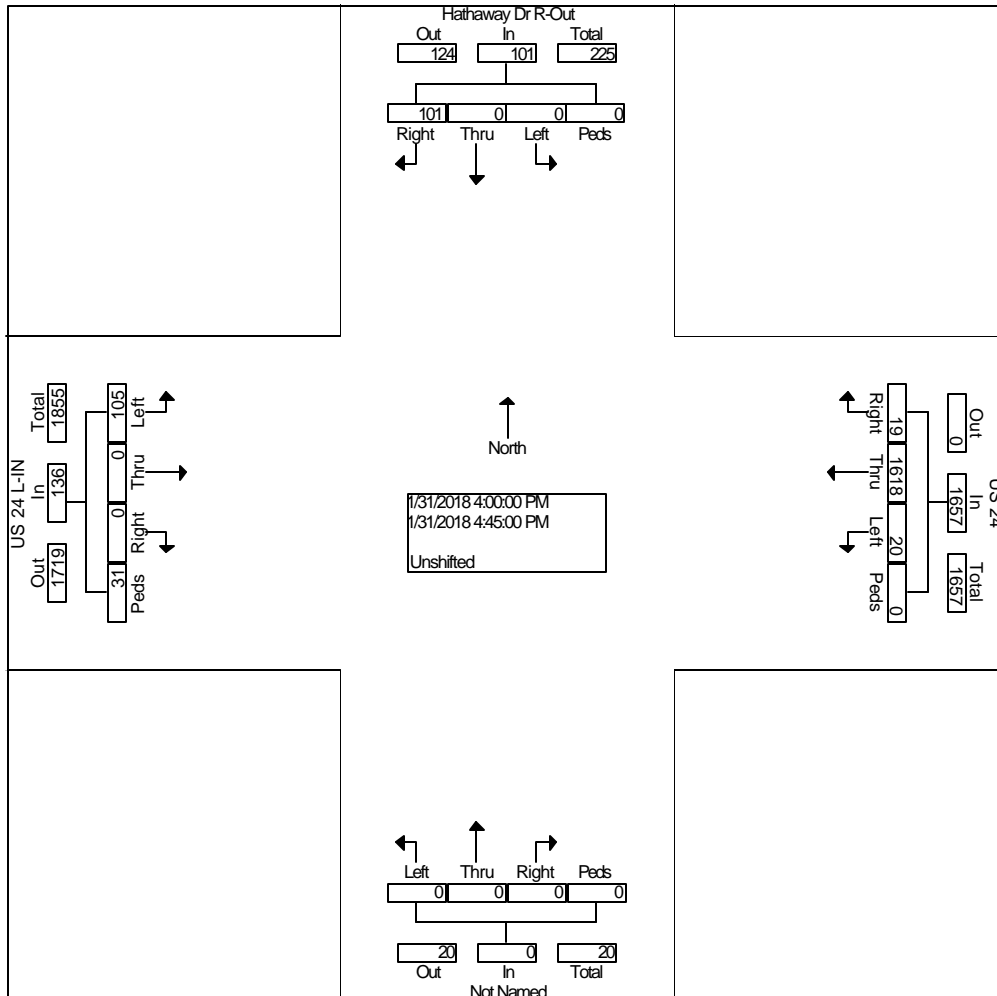 Hathaway Dr R-Out
Out In Total
124 101 225
101 0 0 0
Right Thru Left Peds
US 24 L-IN
Total In Out
1855 136 1719
105 0 0 31
Left Thru Right Peds
North
1/31/2018 4:00:00 PM
1/31/2018 4:45:00 PM
Unshifted
Right Thru Left Peds
19 1618 20 0
0 1657 1657
Out In Total
US 24
Left Thru Right Peds
0 0 0 0
20 0 20
Out In Total
Not Named